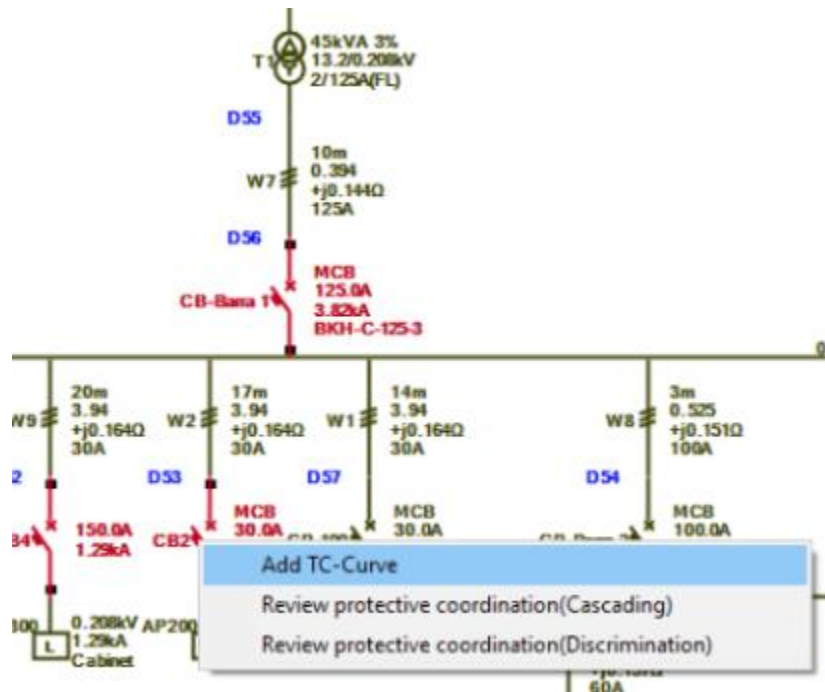 45kVA 3%
T1 13.2/0.208kV
2/125A(FL)
D55
10m
0.394
W7 +j0.144Ω
125A
D56
MCB
CB-Barra 1 125.0A
3.82kA
BKH-C-125-3
0
20m 17m 14m 3m
W9 3.94 W2 3.94 W1 3.94 W8 0.525
+j0.164Ω +j0.164Ω +j0.164Ω +j0.151Ω
30A 30A 30A 100A
2 D53 D57 D54
MCB MCB MCB
B4 150.0A CB2 30.0A 30.0A 100.0A
1.29kA
Add TC-Curve
Review protective coordination(Cascading)
Review protective coordination(Discrimination)
300 0.208kV AP200
L 1.29kA
Cabinet
60A